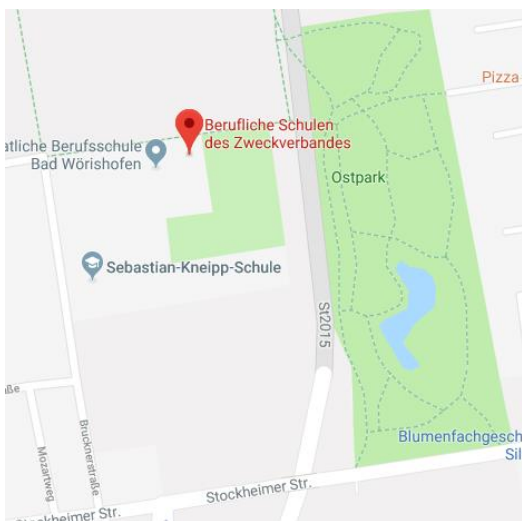 Pizza-
Berufliche Schulen
des Zweckverbandes
atliche Berufsschule
Bad Wörishofen
Ostpark
Sebastian-Kneipp-Schule
St2015
aße
Mozartweg
Brucknerstraße
Blumenfachgesch
Sil
Stockheimer Str.
Stockheimer Str.